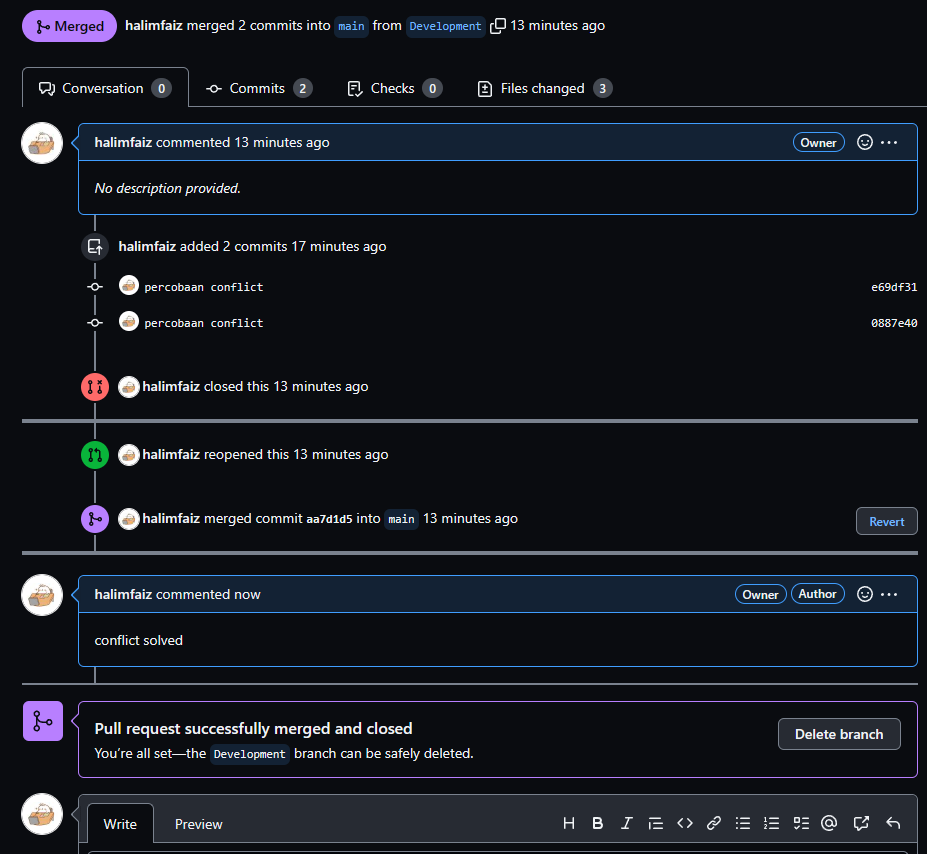 Merged halimfaiz merged 2 commits into main from Development 13 minutes ago
Conversation 0 Commits 2 Checks 0 Files changed 3
halimfaiz commented 13 minutes ago Owner
No description provided.
halimfaiz added 2 commits 17 minutes ago
percobaan conflict e69df31
percobaan conflict 0887e40
halimfaiz closed this 13 minutes ago
halimfaiz reopened this 13 minutes ago
halimfaiz merged commit aa7d1d5 into main 13 minutes ago Revert
halimfaiz commented now Owner Author
conflict solved
Pull request successfully merged and closed
You’re all set—the Development branch can be safely deleted.
Delete branch
Write Preview